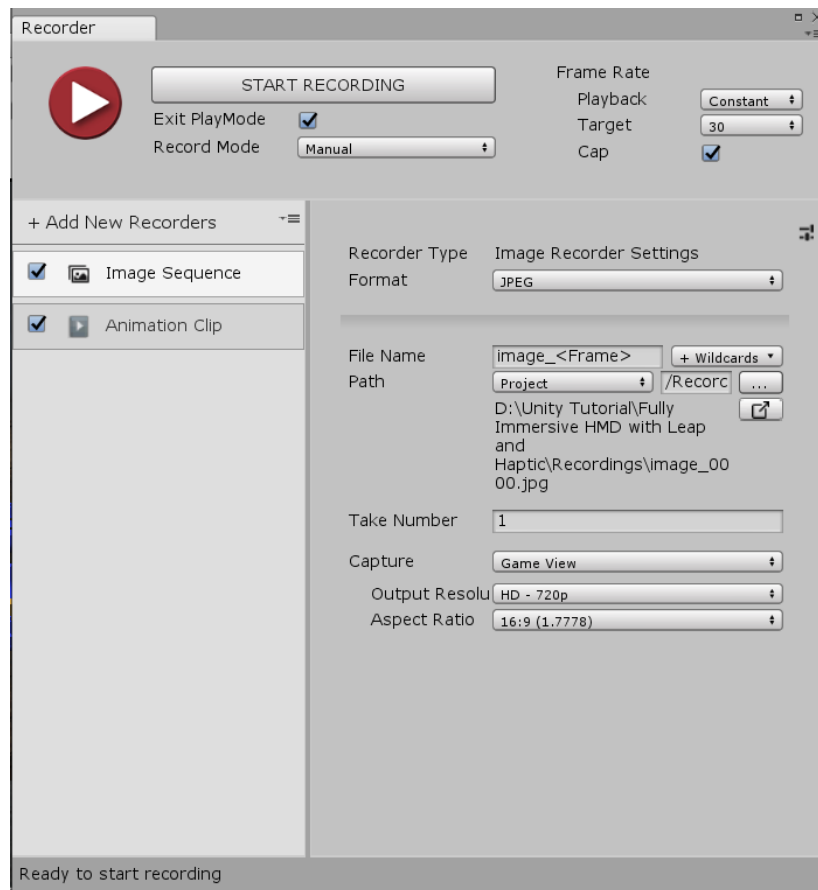 Recorder
START RECORDING
Exit PlayMode
Record Mode Manual
Frame Rate
Playback Constant
Target 30
Cap
+ Add New Recorders
Image Sequence
Animation Clip
Recorder Type Image Recorder Settings
Format JPEG
File Name image_<Frame> + Wildcards
Path Project /Recorc ...
D:\Unity Tutorial\Fully
Immersive HMD with Leap
and
Haptic\Recordings\image_00
00.jpg
Take Number 1
Capture Game View
Output Resolu HD - 720p
Aspect Ratio 16:9 (1.7778)
Ready to start recording